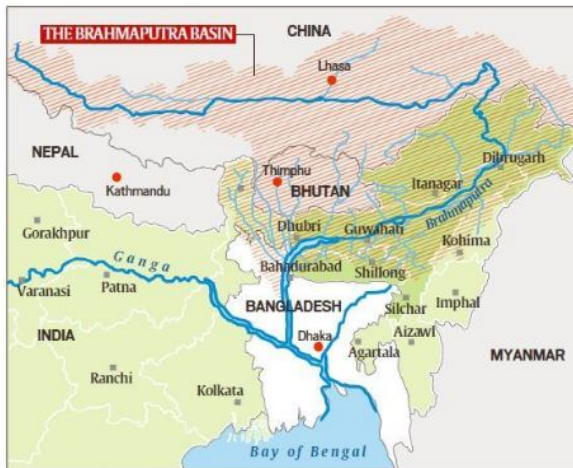 THE BRAHMAPUTRA BASIN
CHINA
Lhasa
NEPAL
Kathmandu
Thimphu
BHUTAN
Dibrugarh
Itanagar
Brahmaputra
Gorakhpur
Dhubri
Guwahati
Kohima
Ganga
Bahadurabad
Shillong
Varanasi
Patna
BANGLADESH
Silchar
Imphal
INDIA
Dhaka
Agartala
Aizawl
MYANMAR
Ranchi
Kolkata
Bay of Bengal